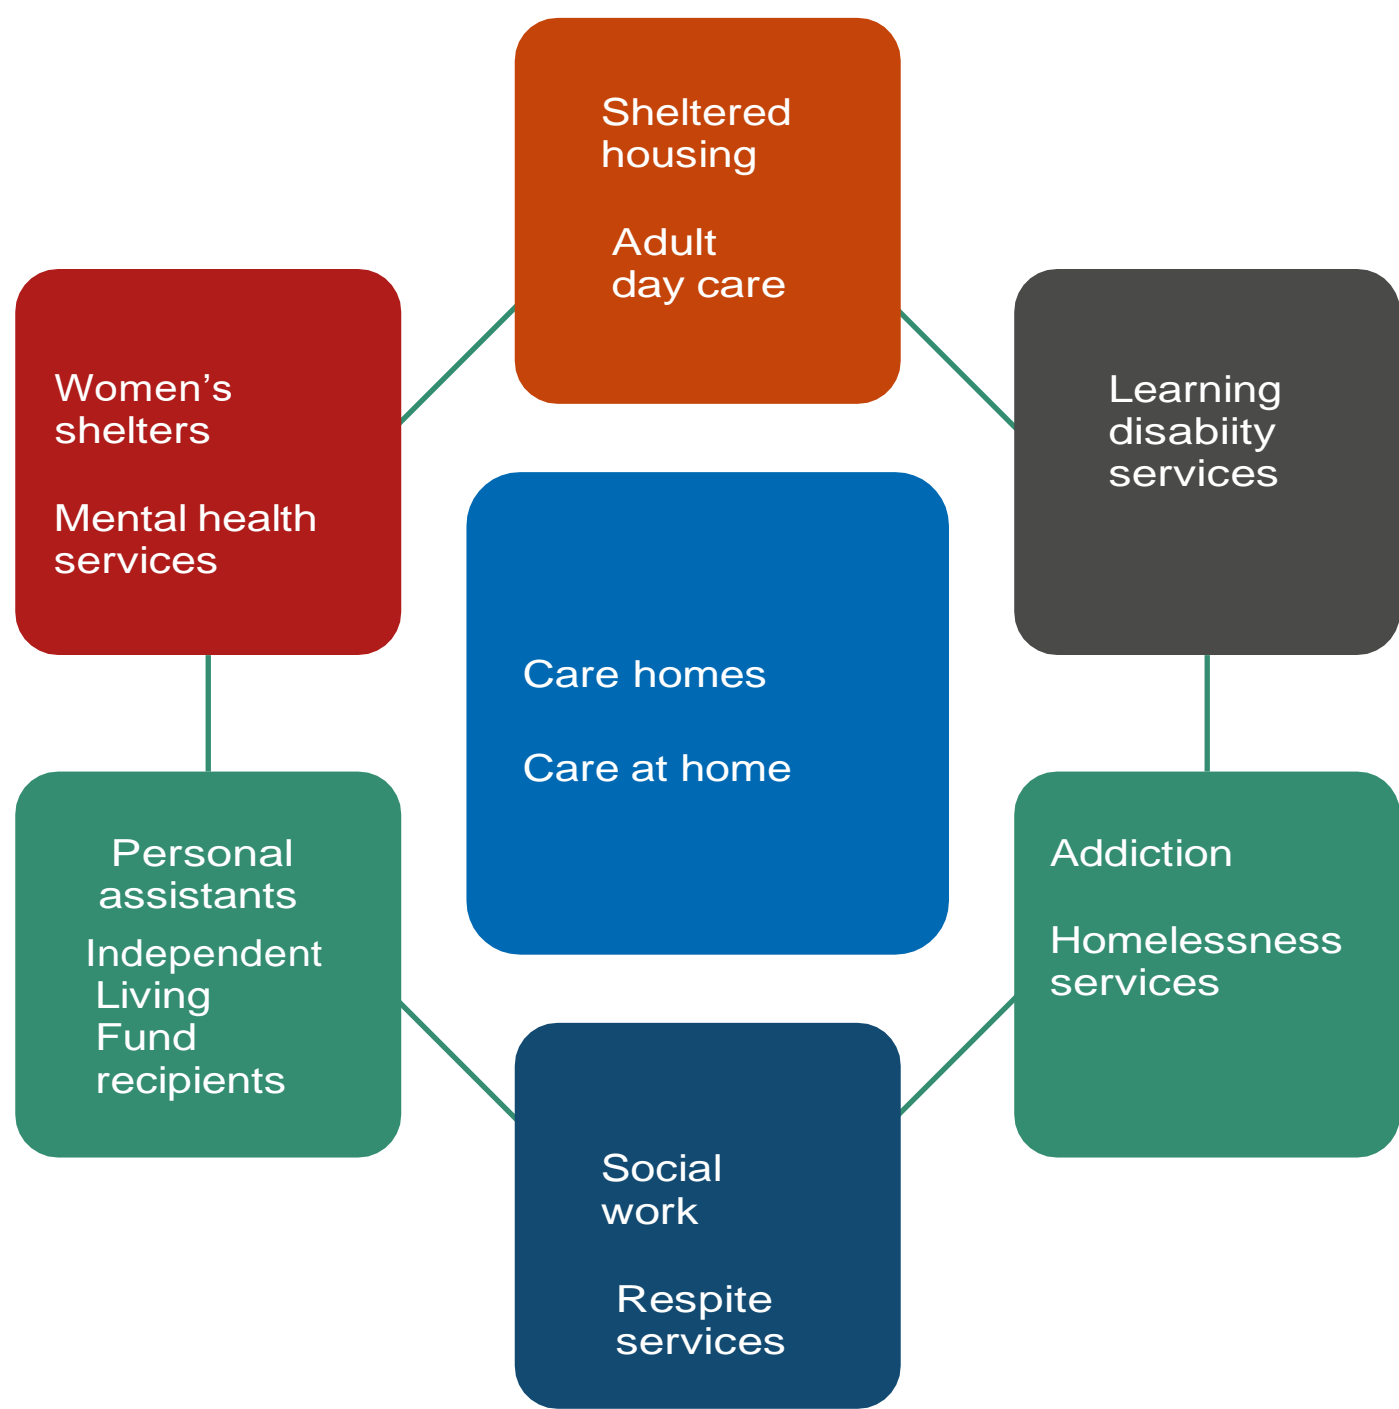 Sheltered
housing
Adult
day care
Women’s
shelters
Mental health
services
Learning
disabiity
services
Care homes
Care at home
Personal
assistants
Independent
Living
Fund
recipients
Addiction
Homelessness
services
Social
work
Respite
services